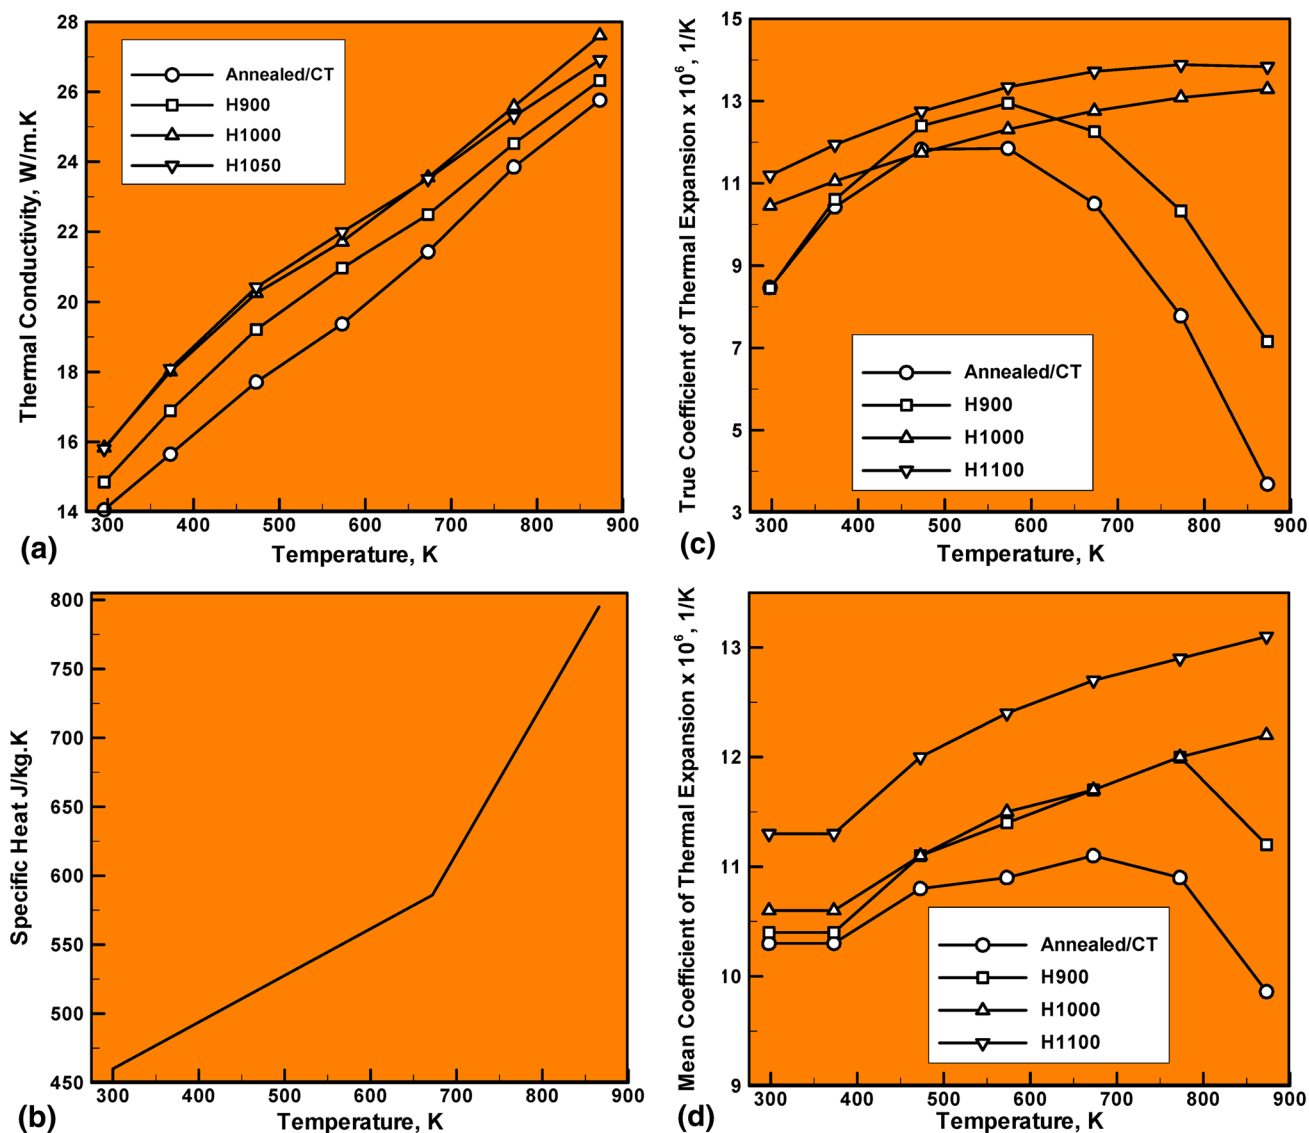 28
26
24
22
20
18
16
14
Thermal Conductivity, W/m.K
Annealed/CT
H900
H1000
H1050
300 400 500 600 700 800 900
Temperature, K
(a)
15
13
11
9
7
5
3
True Coefficient of Thermal Expansion x 10⁶, 1/K
Annealed/CT
H900
H1000
H1100
300 400 500 600 700 800 900
Temperature, K
(c)
800
750
700
650
600
550
500
450
Specific Heat J/kg.K
300 400 500 600 700 800 900
Temperature, K
(b)
13
12
11
10
9
Mean Coefficient of Thermal Expansion x 10⁶, 1/K
Annealed/CT
H900
H1000
H1100
300 400 500 600 700 800 900
Temperature, K
(d)